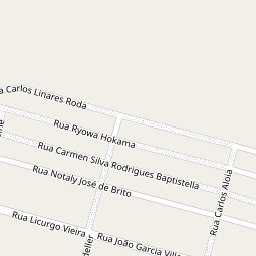 Carlos Linares Roda
Rua Ryowa Hokama
Rua Carmen Silva Rodrigues Baptistella
Rua Notaly José de Brito
Rua Carlos Aloia
Rua Licurgo Vieira
Rua João Garcia